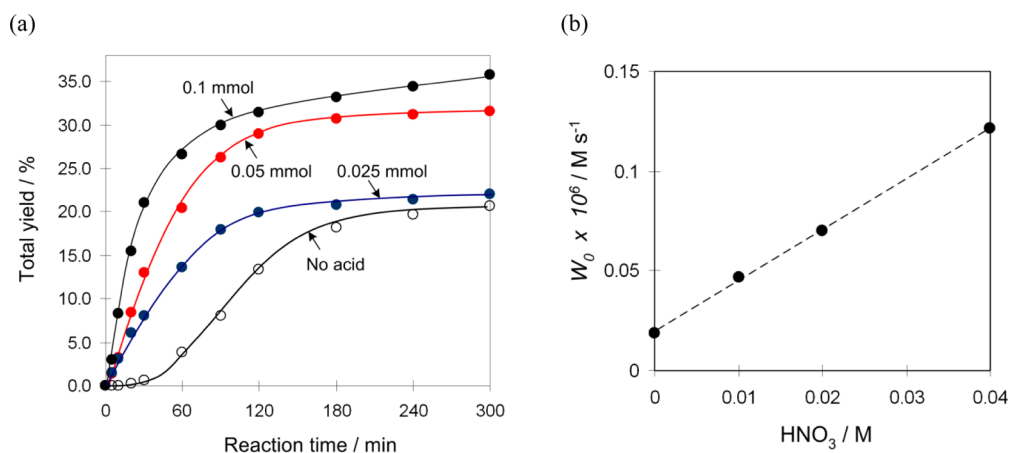 (a)
(b)
Total yield / %
35.0
30.0
25.0
20.0
15.0
10.0
5.0
0.0
0.1 mmol
0.05 mmol
0.025 mmol
No acid
0
60
120
180
240
300
Reaction time / min
W₀ x 10⁶ / M s⁻¹
0.15
0.1
0.05
0
0
0.01
0.02
0.03
0.04
HNO₃ / M